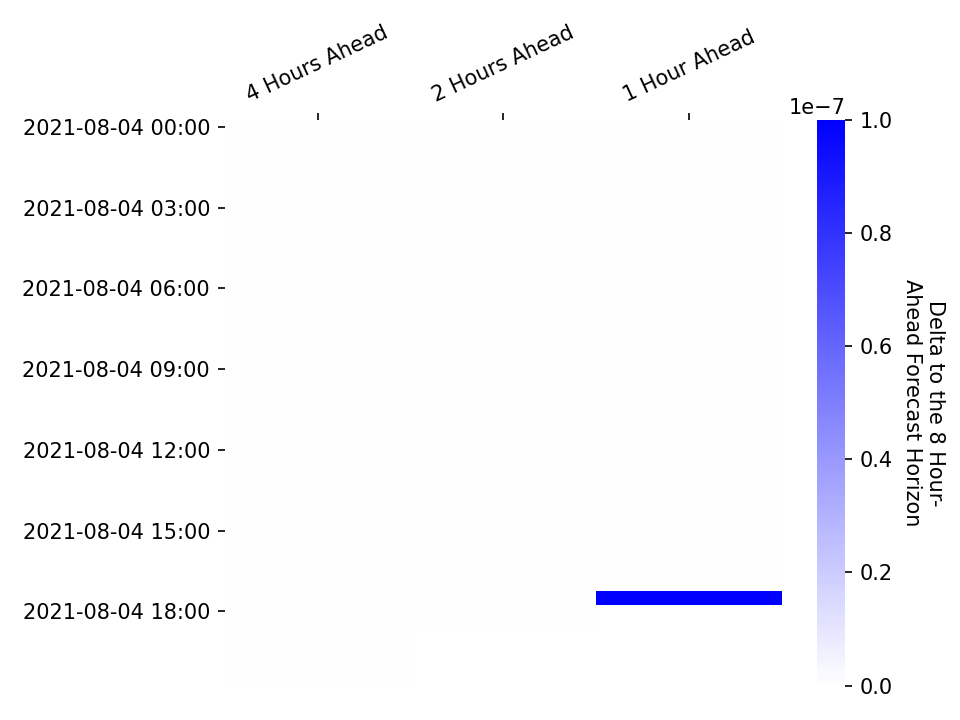 4 Hours Ahead
2 Hours Ahead
1 Hour Ahead
1e−7
2021-08-04 00:00
2021-08-04 03:00
2021-08-04 06:00
2021-08-04 09:00
2021-08-04 12:00
2021-08-04 15:00
2021-08-04 18:00
1.0
0.8
0.6
0.4
0.2
0.0
Delta to the 8 Hour-
Ahead Forecast Horizon